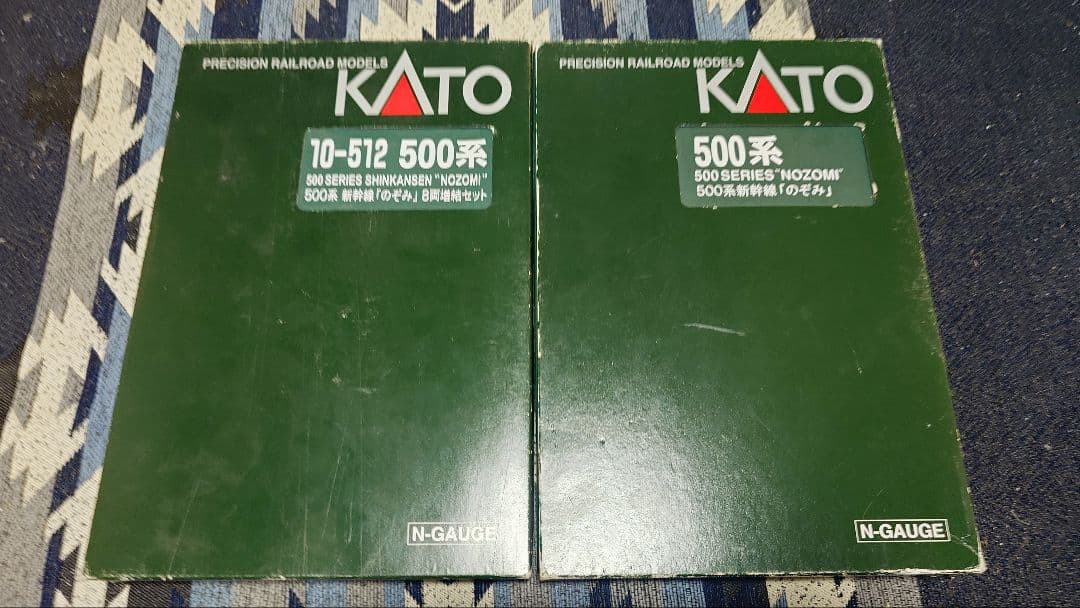 PRECISION RAILROAD MODELS
KATO
10-512 500系
500 SERIES SHINKANSEN "NOZOMI"
500系 新幹線「のぞみ」8両増結セット
N-GAUGE
PRECISION RAILROAD MODELS
KATO
500系
500 SERIES "NOZOMI"
500系新幹線「のぞみ」
N-GAUGE